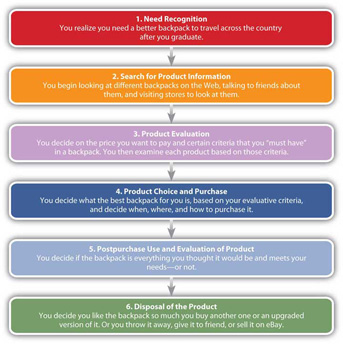 1. Need Recognition
You realize you need a better backpack to travel across the country
after you graduate.
2. Search for Product Information
You begin looking at different backpacks on the Web, talking to friends about
them, and visiting stores to look at them.
3. Product Evaluation
You decide on the price you want to pay and certain criteria that you "must have"
in a backpack. You then examine each product based on those criteria.
4. Product Choice and Purchase
You decide what the best backpack for you is, based on your evaluative criteria,
and decide when, where, and how to purchase it.
5. Postpurchase Use and Evaluation of Product
You decide if the backpack is everything you thought it would be and meets your
needs—or not.
6. Disposal of the Product
You decide you like the backpack so much you buy another one or an upgraded
version of it. Or you throw it away, give it to friend, or sell it on eBay.